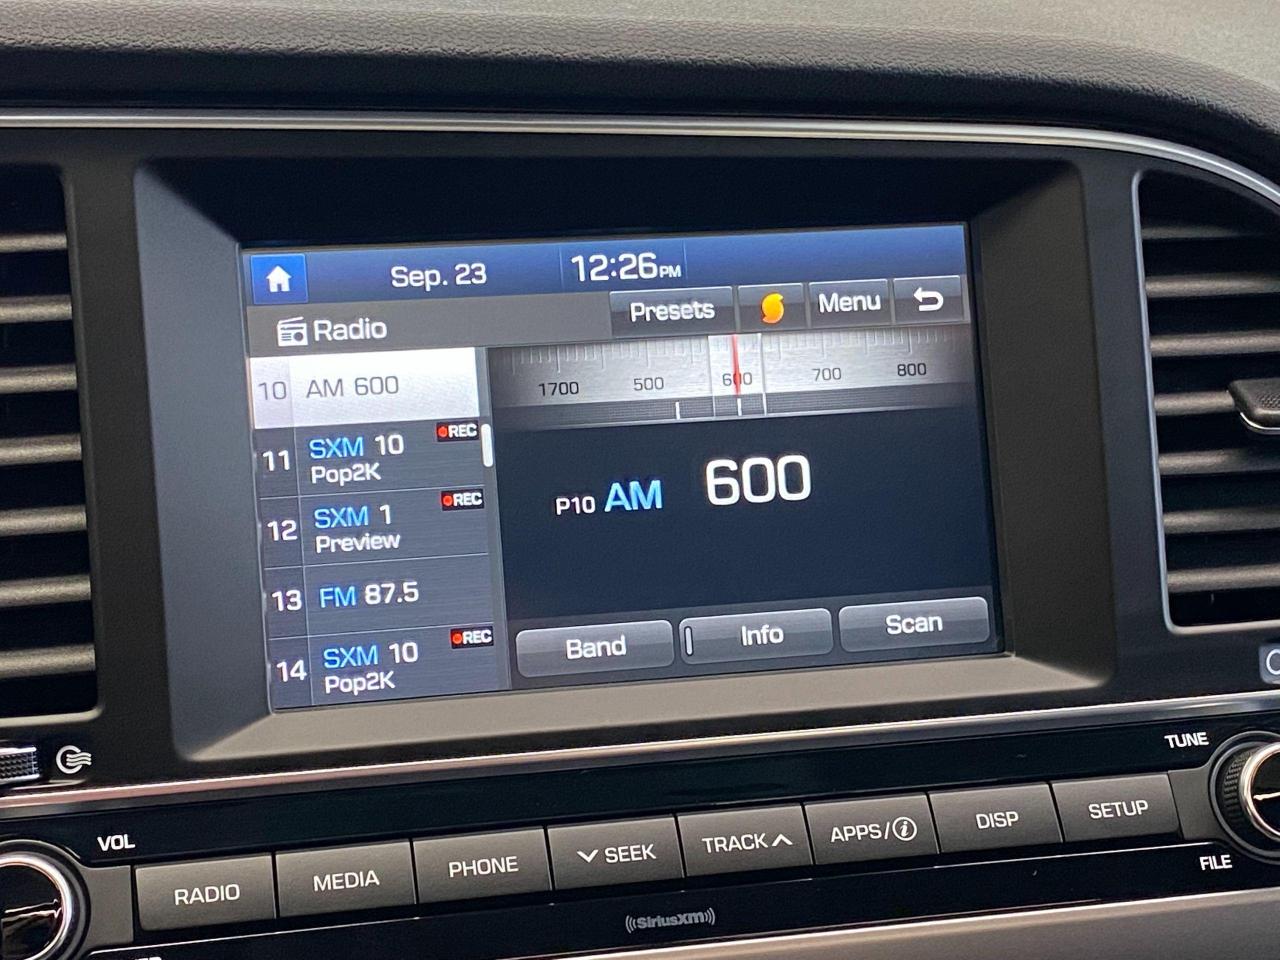 Sep. 23
12:26PM
Radio
Presets
Menu
1700 500 600 700 800
10 AM 600
11 SXM 10
REC
Pop2K
12 SXM 1
REC
Preview
13 FM 87.5
14 SXM 10
REC
Pop2K
P10 AM 600
Band
Info
Scan
TUNE
VOL
RADIO
MEDIA
PHONE
SEEK
TRACK
APPS/i
DISP
SETUP
FILE
((SiriusXM))